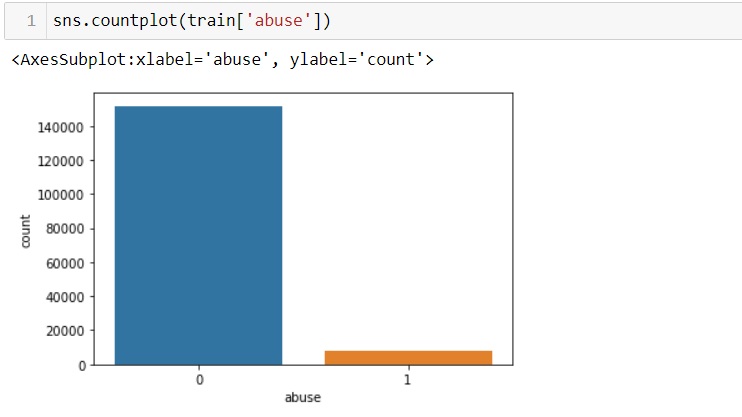 1 sns.countplot(train['abuse'])
<AxesSubplot:xlabel='abuse', ylabel='count'>
140000
120000
100000
80000
60000
40000
20000
0
count
0 1
abuse